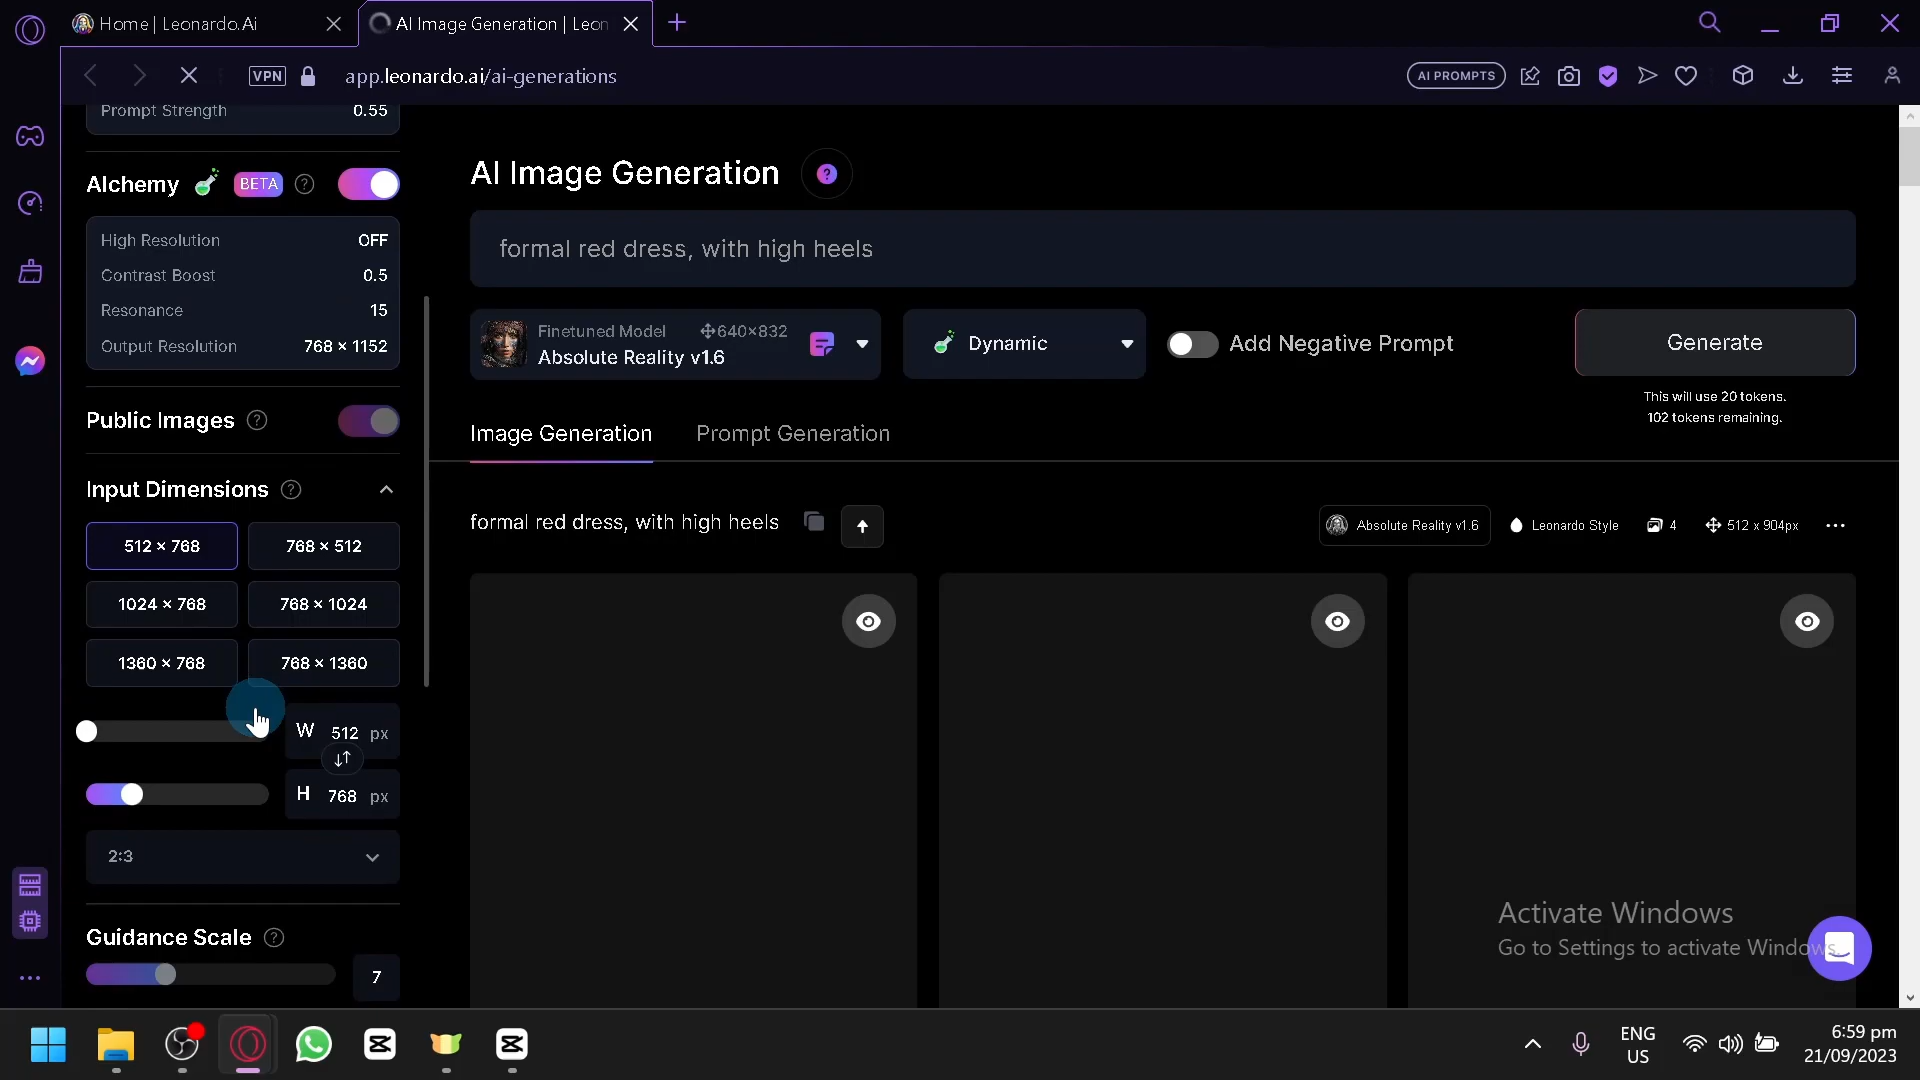 Home | Leonardo.Ai
AI Image Generation | Leon
VPN
app.leonardo.ai/ai-generations
AI PROMPTS
Prompt Strength 0.55
Alchemy BETA
High Resolution OFF
Contrast Boost 0.5
Resonance 15
Output Resolution 768 × 1152
Public Images
Input Dimensions
512 × 768 768 × 512
1024 × 768 768 × 1024
1360 × 768 768 × 1360
W 512 px
H 768 px
2:3
Guidance Scale
7
AI Image Generation
formal red dress, with high heels
Finetuned Model 640×832
Absolute Reality v1.6
Dynamic
Add Negative Prompt
Generate
This will use 20 tokens.
102 tokens remaining.
Image Generation Prompt Generation
formal red dress, with high heels
Absolute Reality v1.6 Leonardo Style 4 512 x 904px
Activate Windows
Go to Settings to activate Windows.
ENG
US
6:59 pm
21/09/2023